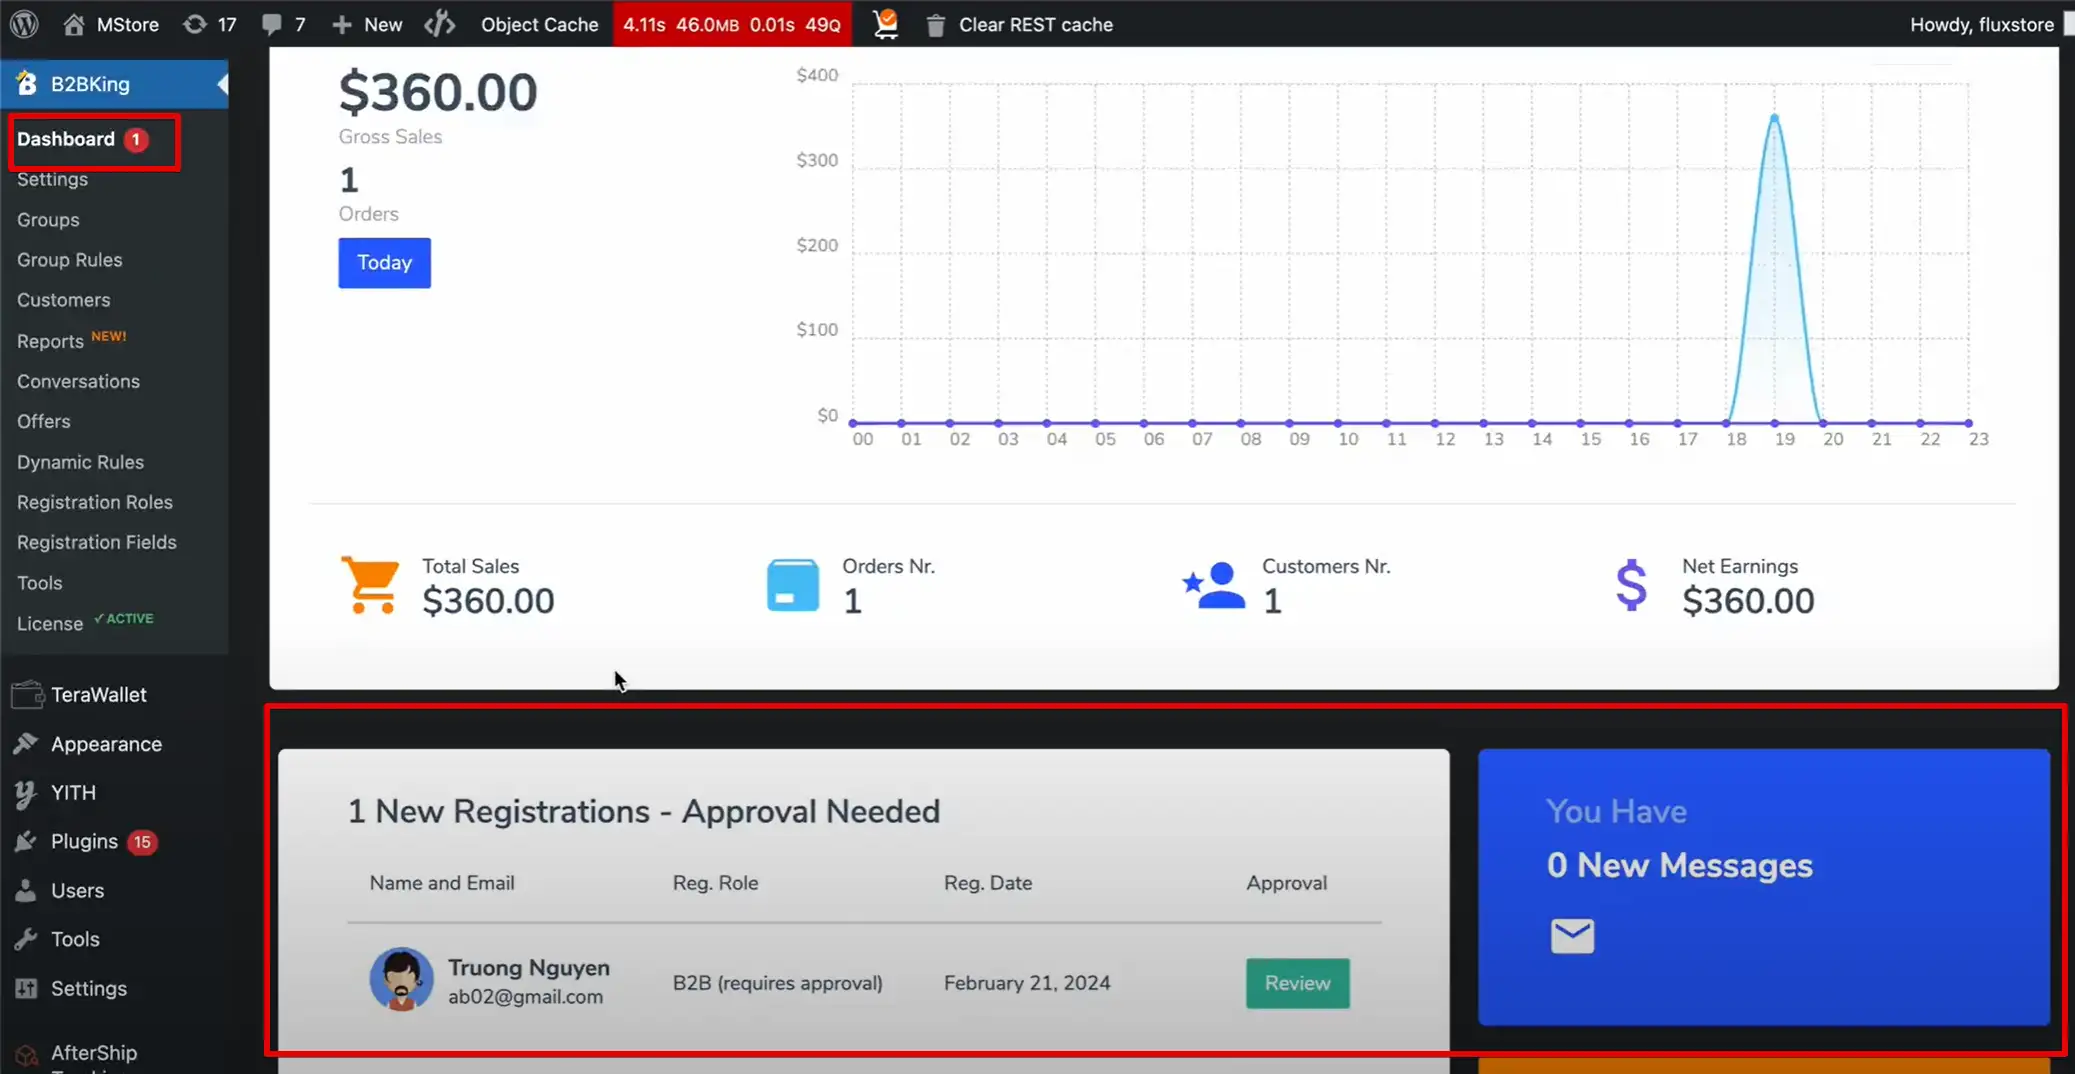 MStore 17 7 New Object Cache 4.11s 46.0MB 0.01s 49Q Clear REST cache Howdy, fluxstore
B2BKing
Dashboard 1
Settings
Groups
Group Rules
Customers
Reports NEW!
Conversations
Offers
Dynamic Rules
Registration Roles
Registration Fields
Tools
License ✓ACTIVE
TeraWallet
Appearance
YITH
Plugins 15
Users
Tools
Settings
AfterShip
$360.00
Gross Sales
1
Orders
Today
$400
$300
$200
$100
$0
00 01 02 03 04 05 06 07 08 09 10 11 12 13 14 15 16 17 18 19 20 21 22 23
Total Sales
$360.00
Orders Nr.
1
Customers Nr.
1
Net Earnings
$360.00
1 New Registrations - Approval Needed
Name and Email Reg. Role Reg. Date Approval
Truong Nguyen
ab02@gmail.com
B2B (requires approval) February 21, 2024 Review
You Have
0 New Messages